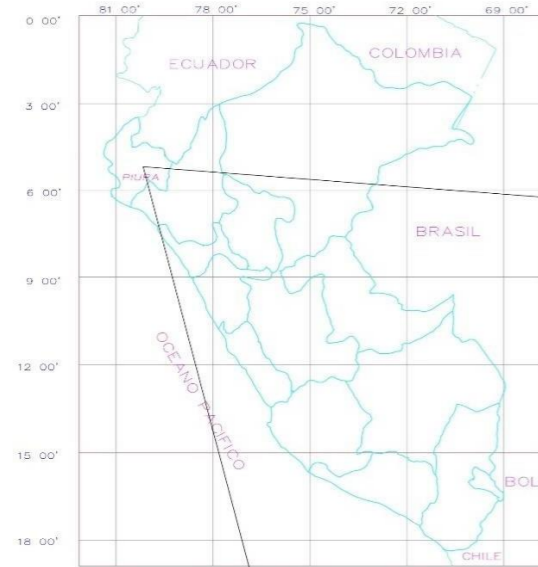 81 00' 78 00' 75 00' 72 00' 69 00'
0 00'
COLOMBIA
ECUADOR
3 00'
PIURA
6 00'
BRASIL
9 00'
OCEANO PACIFICO
12 00'
15 00'
BOL
18 00'
CHILE